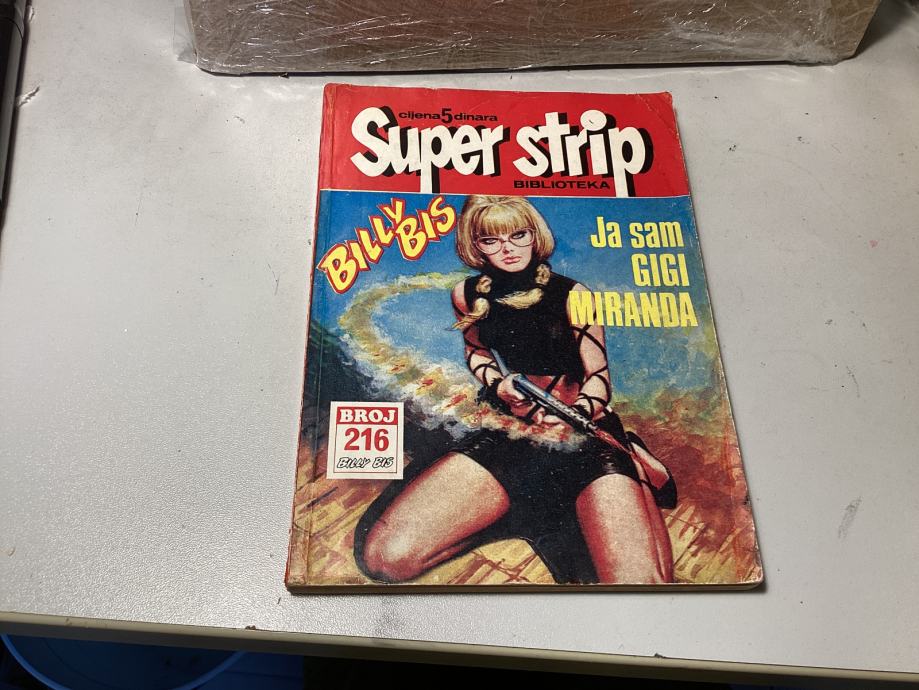 cijena 5 dinara
Super strip
BIBLIOTEKA
BILLY
BIS
Ja sam
GIGI
MIRANDA
BROJ
216
BILLY BIS